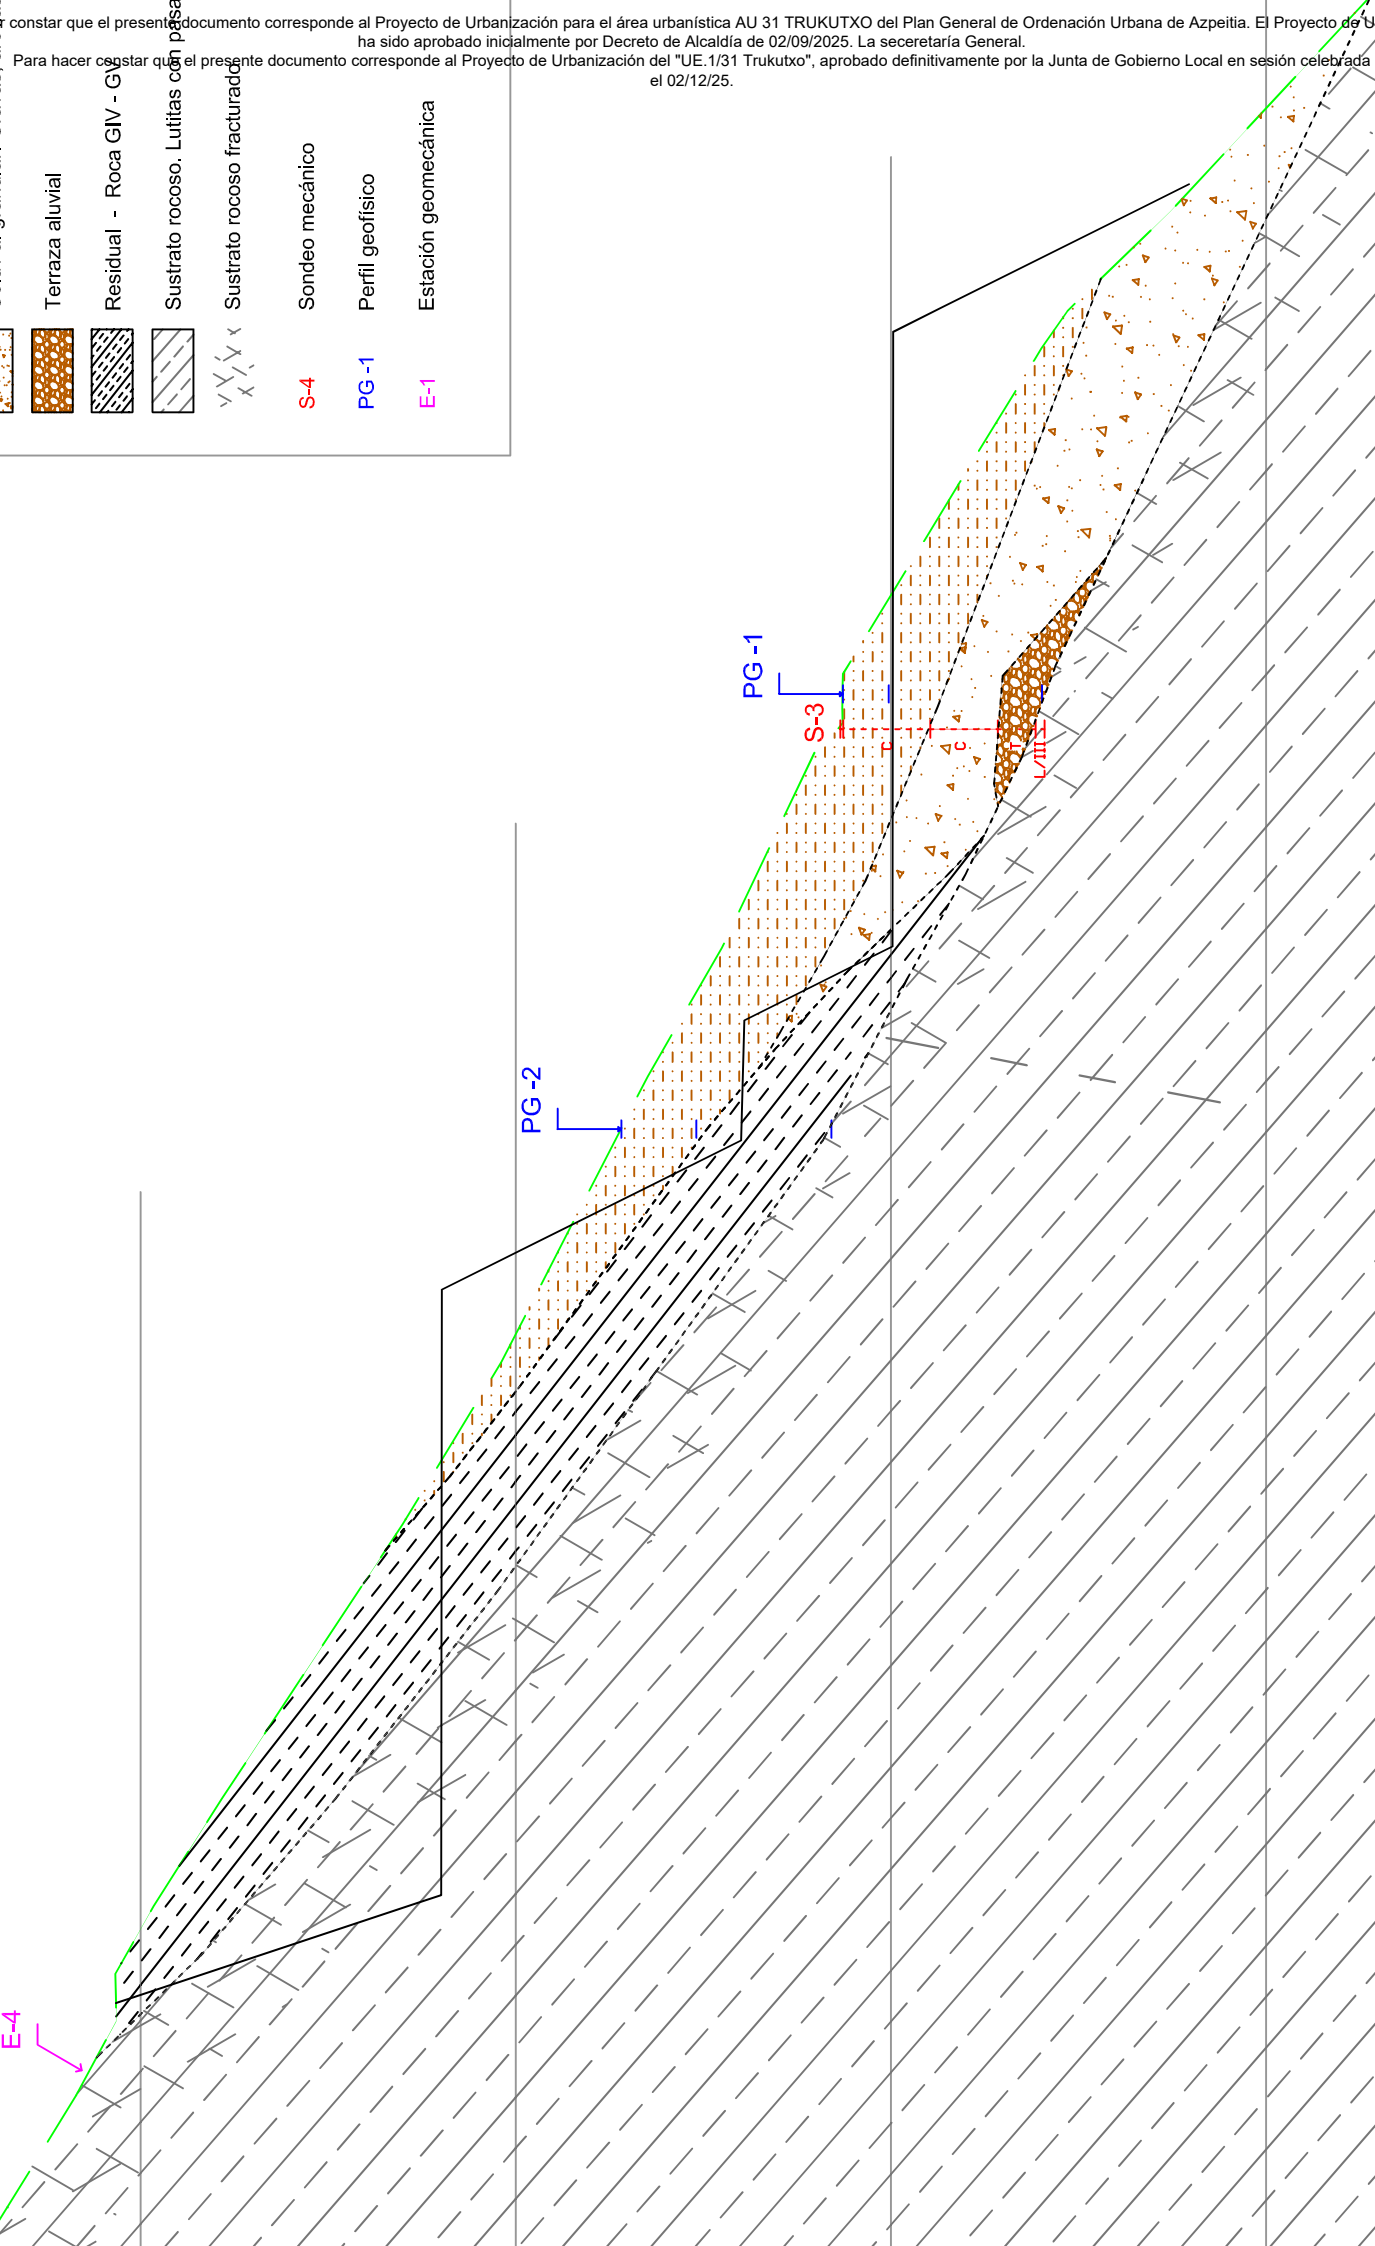 constar que el presente documento corresponde al Proyecto de Urbanización para el área urbanística AU 31 TRUKUTXO del Plan General de Ordenación Urbana de Azpeitia. El Proyecto de U
ha sido aprobado inicialmente por Decreto de Alcaldía de 02/09/2025. La seceretaría General.
Para hacer constar que el presente documento corresponde al Proyecto de Urbanización del "UE.1/31 Trukutxo", aprobado definitivamente por la Junta de Gobierno Local en sesión celebrada
el 02/12/25.
Terraza aluvial
Residual - Roca GIV - GV
Sustrato rocoso. Lutitas con pasa
Sustrato rocoso fracturado
S-4 Sondeo mecánico
PG -1 Perfil geofísico
E-1 Estación geomecánica
PG -1
S-3
C
C
T
L/III
PG -2
E-4